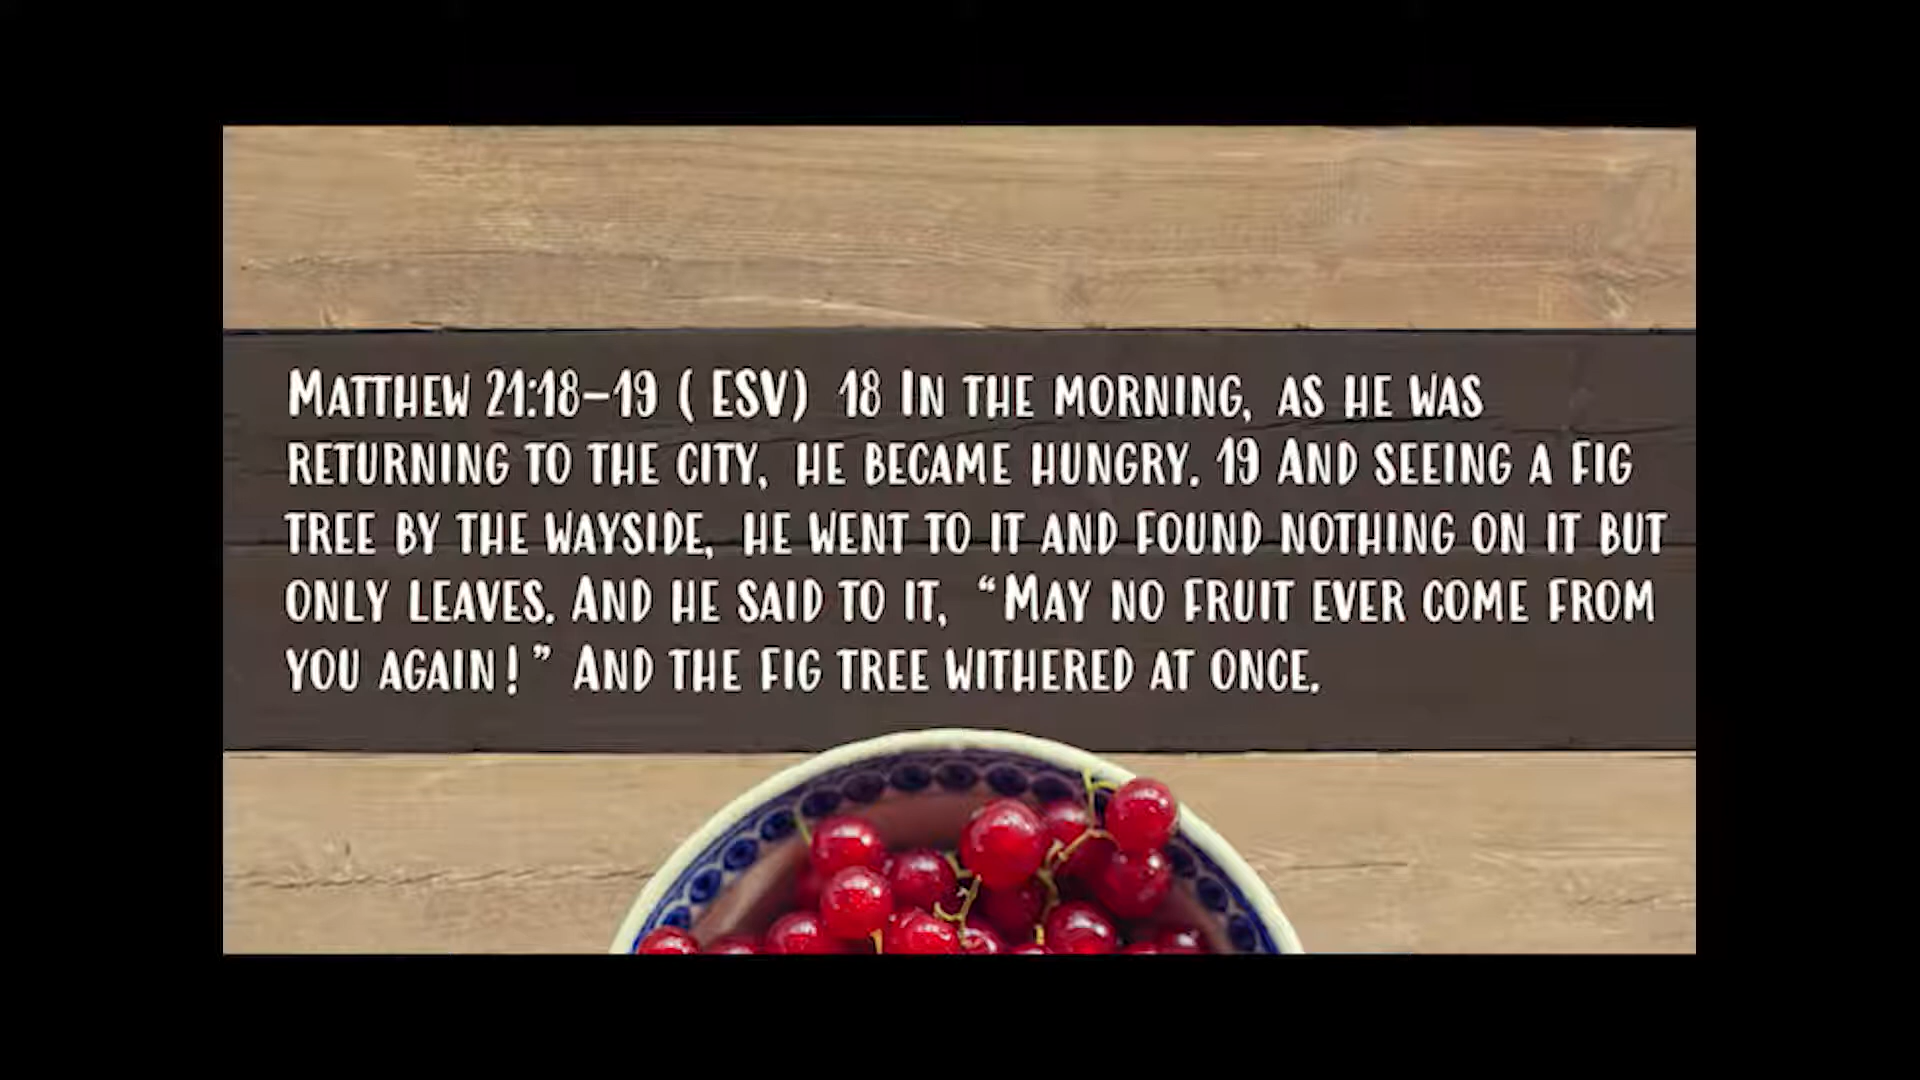 Matthew 21:18–19 ( ESV) 18 In the morning, as he was
returning to the city, he became hungry. 19 And seeing a fig
tree by the wayside, he went to it and found nothing on it but
only leaves. And he said to it, “May no fruit ever come from
you again!” And the fig tree withered at once.